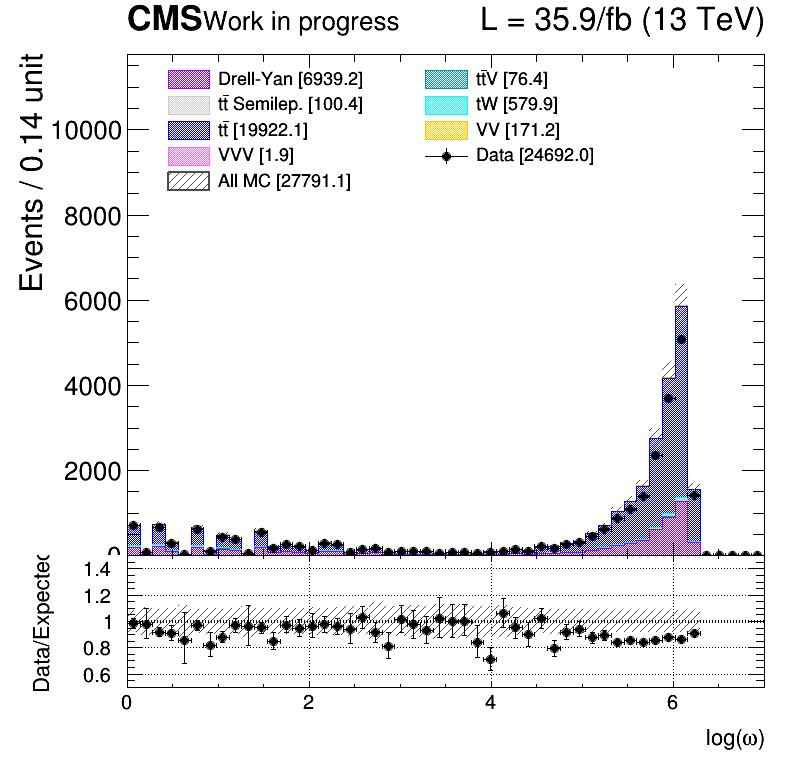 CMS Work in progress L = 35.9/fb (13 TeV)
Events / 0.14 unit
Drell-Yan [6939.2]
tt̄ Semilep. [100.4]
tt̄ [19922.1]
VVV [1.9]
All MC [27791.1]
tt̄V [76.4]
tW [579.9]
VV [171.2]
Data [24692.0]
10000
8000
6000
4000
2000
0
Data/Expected
1.4
1.2
1
0.8
0.6
0 2 4 6
log(ω)